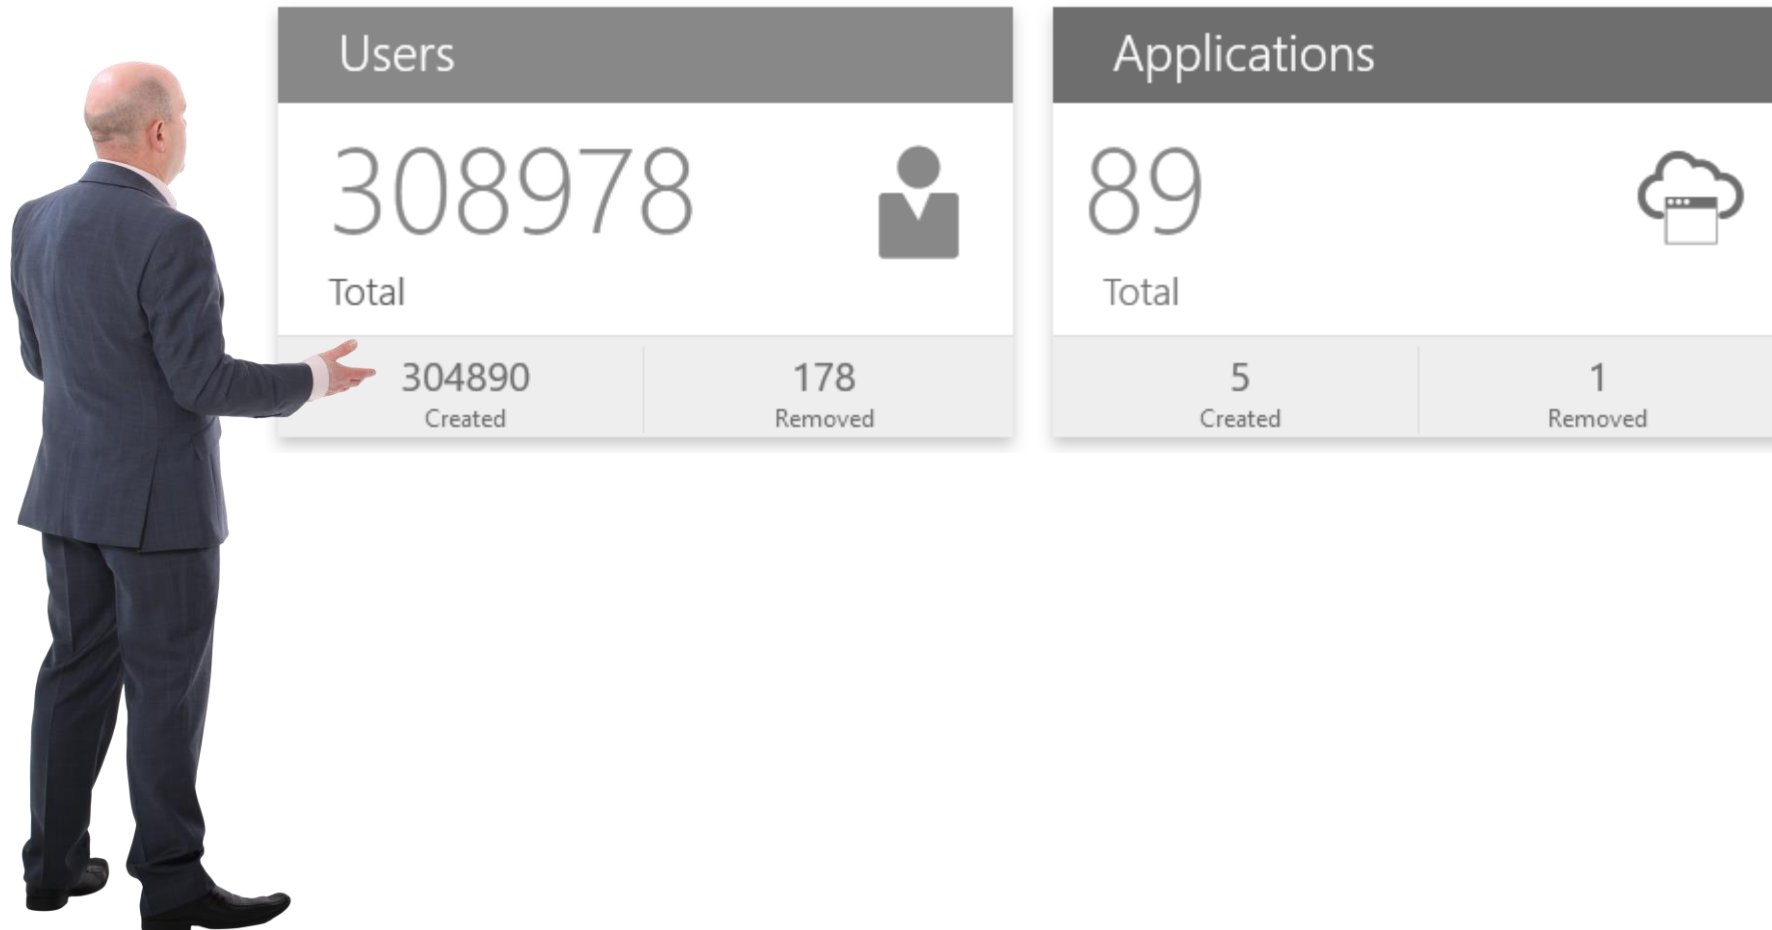 Users
308978
Total
304890 178
Created Removed
Applications
89
Total
5 1
Created Removed